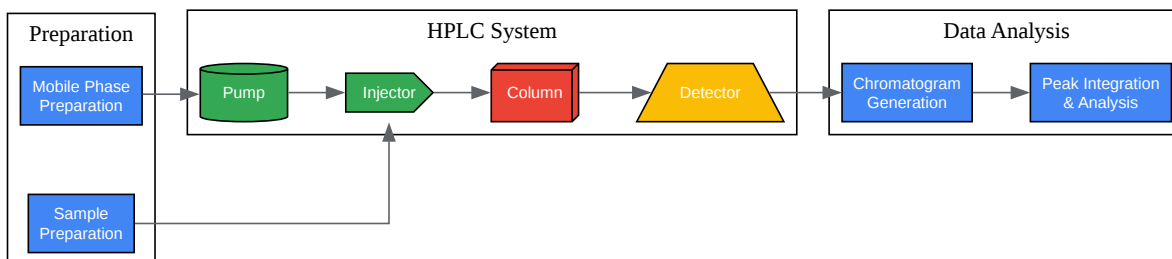 Preparation
Mobile Phase
Preparation
Sample
Preparation
HPLC System
Pump
Injector
Column
Detector
Data Analysis
Chromatogram
Generation
Peak Integration
& Analysis